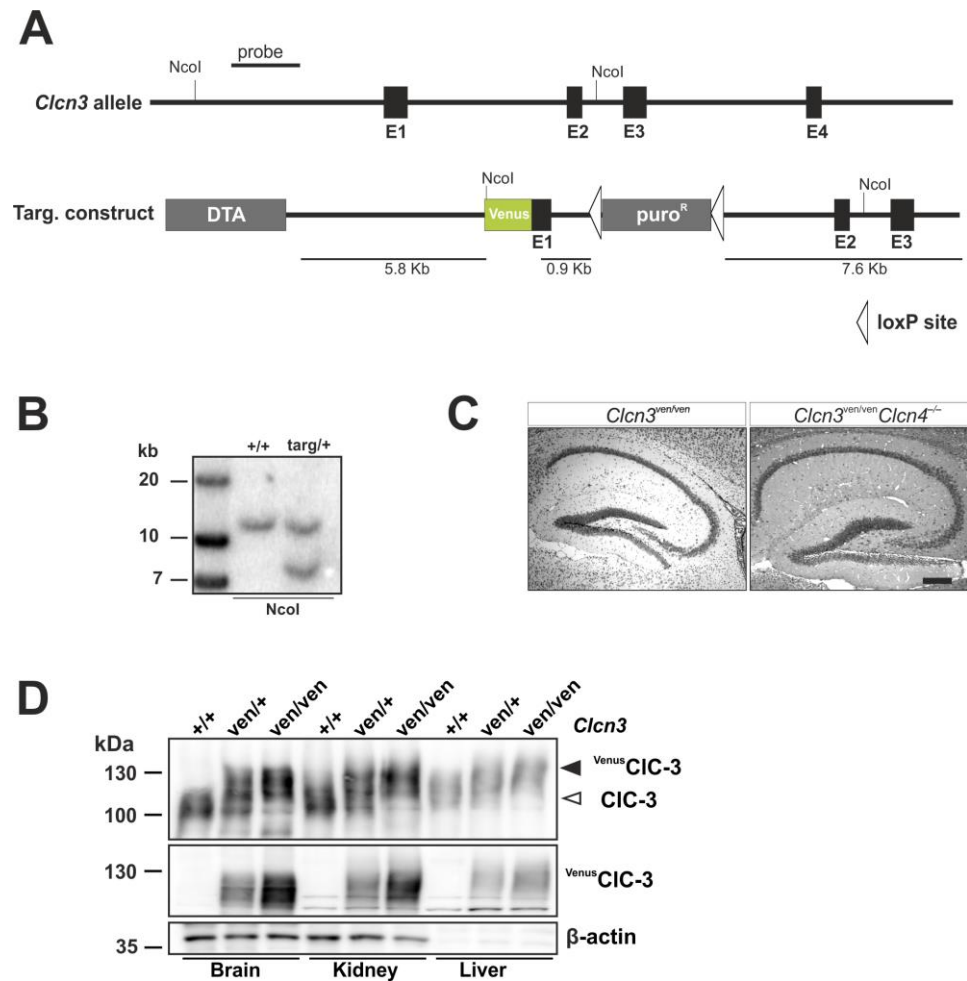 A
probe
NcoI
NcoI
Clcn3 allele
E1 E2 E3 E4
NcoI
NcoI
Targ. construct DTA Venus puroR
E1 E2 E3
5.8 Kb 0.9 Kb 7.6 Kb
loxP site
B
kb +/+ targ/+
20
10
7
NcoI
C
Clcn3ven/ven Clcn3ven/ven Clcn4−/−
D
+/+ ven/+ ven/ven +/+ ven/+ ven/ven +/+ ven/+ ven/ven Clcn3
kDa
130 VenusClC-3
ClC-3
100
130 VenusClC-3
35 β-actin
Brain Kidney Liver